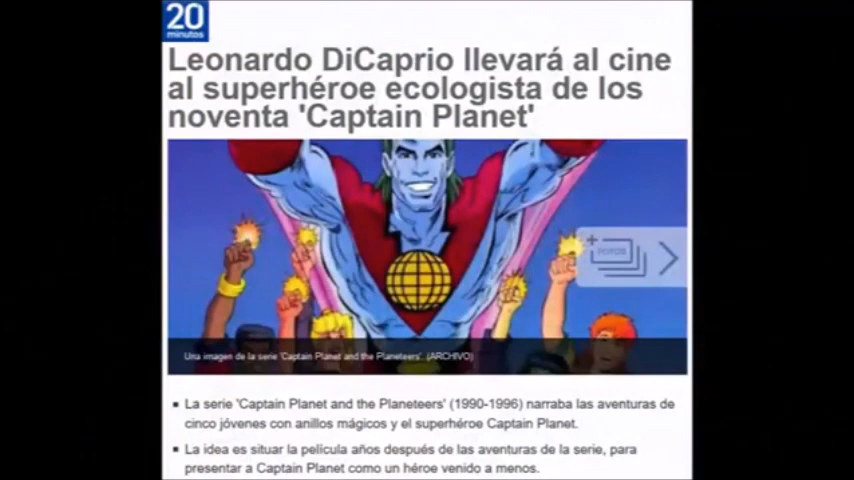 20
minutos
Leonardo DiCaprio llevará al cine
al superhéroe ecologista de los
noventa 'Captain Planet'
FOTOS
Una imagen de la serie 'Captain Planet and the Planeteers'. (ARCHIVO)
La serie 'Captain Planet and the Planeteers' (1990-1996) narraba las aventuras de
cinco jóvenes con anillos mágicos y el superhéroe Captain Planet.
La idea es situar la película años después de las aventuras de la serie, para
presentar a Captain Planet como un héroe venido a menos.